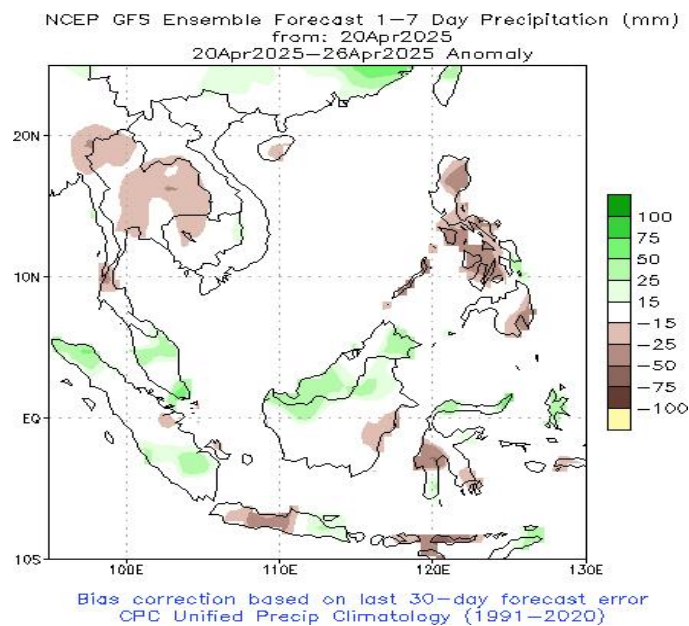 NCEP GFS Ensemble Forecast 1–7 Day Precipitation (mm)
from: 20Apr2025
20Apr2025–26Apr2025 Anomaly
20N
10N
EQ
10S
100E
110E
120E
130E
100
75
50
25
15
-15
-25
-50
-75
-100
Bias correction based on last 30-day forecast error
CPC Unified Precip Climatology (1991–2020)